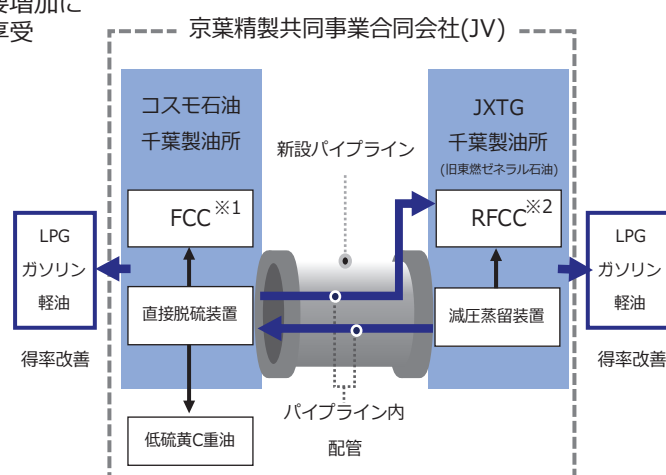 要増加に
享受
京葉精製共同事業合同会社(JV)
コスモ石油
千葉製油所
JXTG
千葉製油所
(旧東燃ゼネラル石油)
新設パイプライン
FCC※1
RFCC※2
LPG
ガソリン
軽油
得率改善
直接脱硫装置
減圧蒸留装置
LPG
ガソリン
軽油
得率改善
パイプライン内
配管
低硫黄C重油